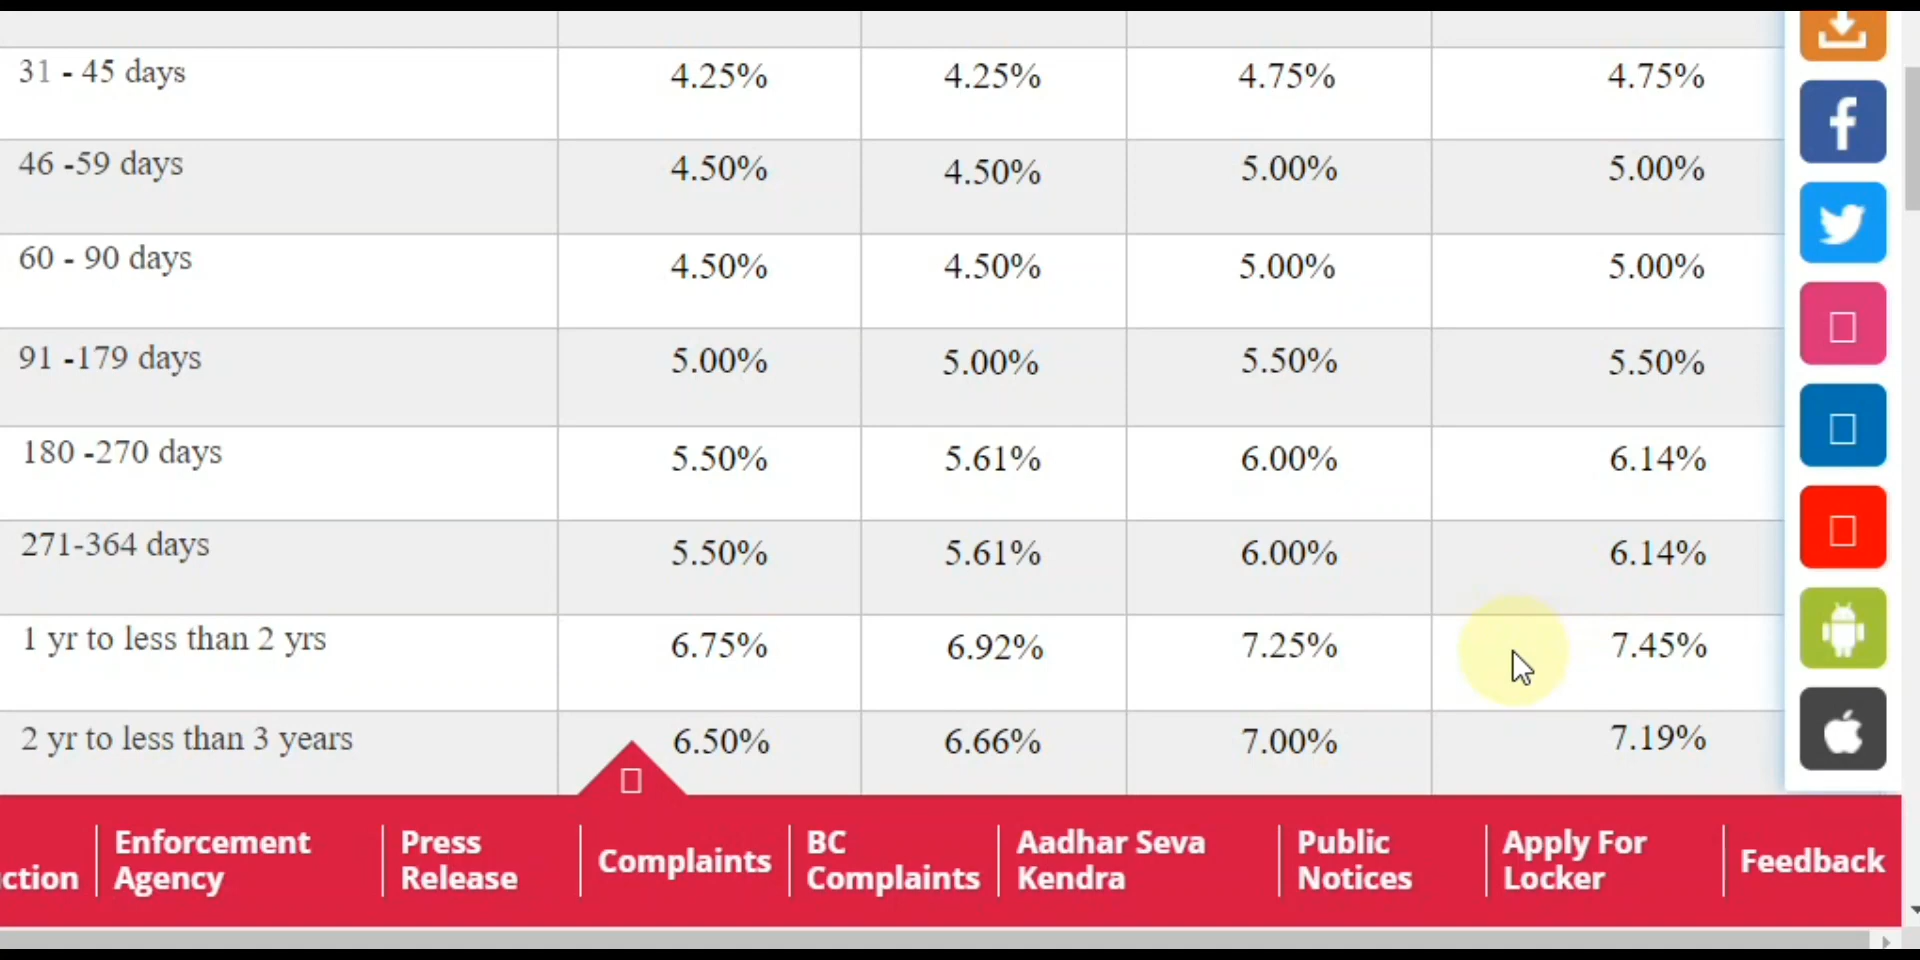 31 - 45 days 4.25% 4.25% 4.75% 4.75%
46 -59 days 4.50% 4.50% 5.00% 5.00%
60 - 90 days 4.50% 4.50% 5.00% 5.00%
91 -179 days 5.00% 5.00% 5.50% 5.50%
180 -270 days 5.50% 5.61% 6.00% 6.14%
271-364 days 5.50% 5.61% 6.00% 6.14%
1 yr to less than 2 yrs 6.75% 6.92% 7.25% 7.45%
2 yr to less than 3 years 6.50% 6.66% 7.00% 7.19%
ction
Enforcement
Agency
Press
Release
Complaints
BC
Complaints
Aadhar Seva
Kendra
Public
Notices
Apply For
Locker
Feedback